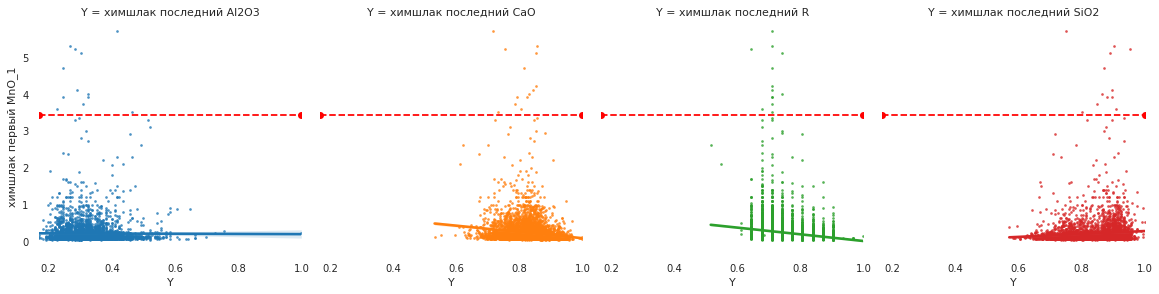 Y = химшлак последний Al2O3
Y = химшлак последний CaO
Y = химшлак последний R
Y = химшлак последний SiO2
химшлак первый MnO_1
5
4
3
2
1
0
0.2 0.4 0.6 0.8 1.0
0.2 0.4 0.6 0.8 1.0
0.2 0.4 0.6 0.8 1.0
0.2 0.4 0.6 0.8 1.0
Y
Y
Y
Y